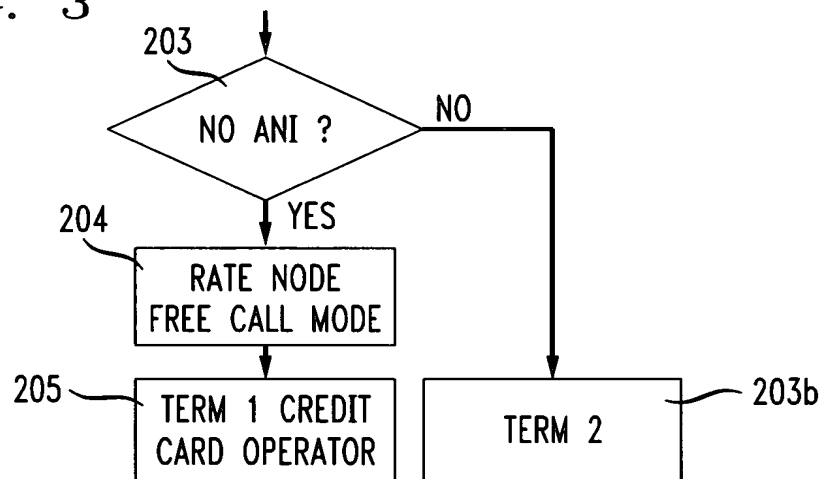 3
203
NO ANI ?
NO
YES
204
RATE NODE
FREE CALL MODE
205
TERM 1 CREDIT
CARD OPERATOR
TERM 2
203b